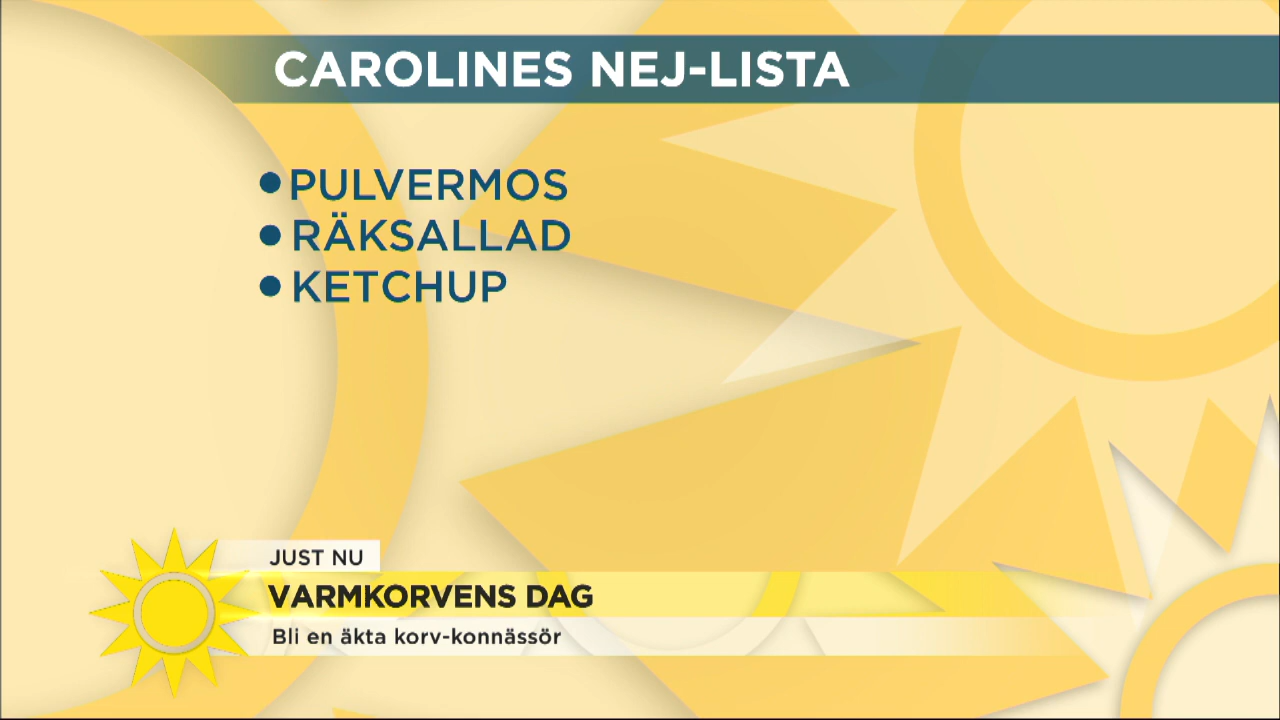 CAROLINES NEJ-LISTA
• PULVERMOS
• RÄKSALLAD
• KETCHUP
JUST NU
VARMKORVENS DAG
Bli en äkta korv-konnässör